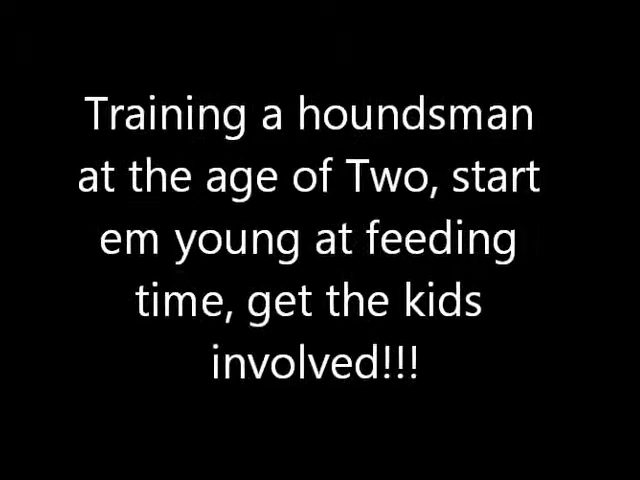 Training a houndsman
at the age of Two, start
em young at feeding
time, get the kids
involved!!!